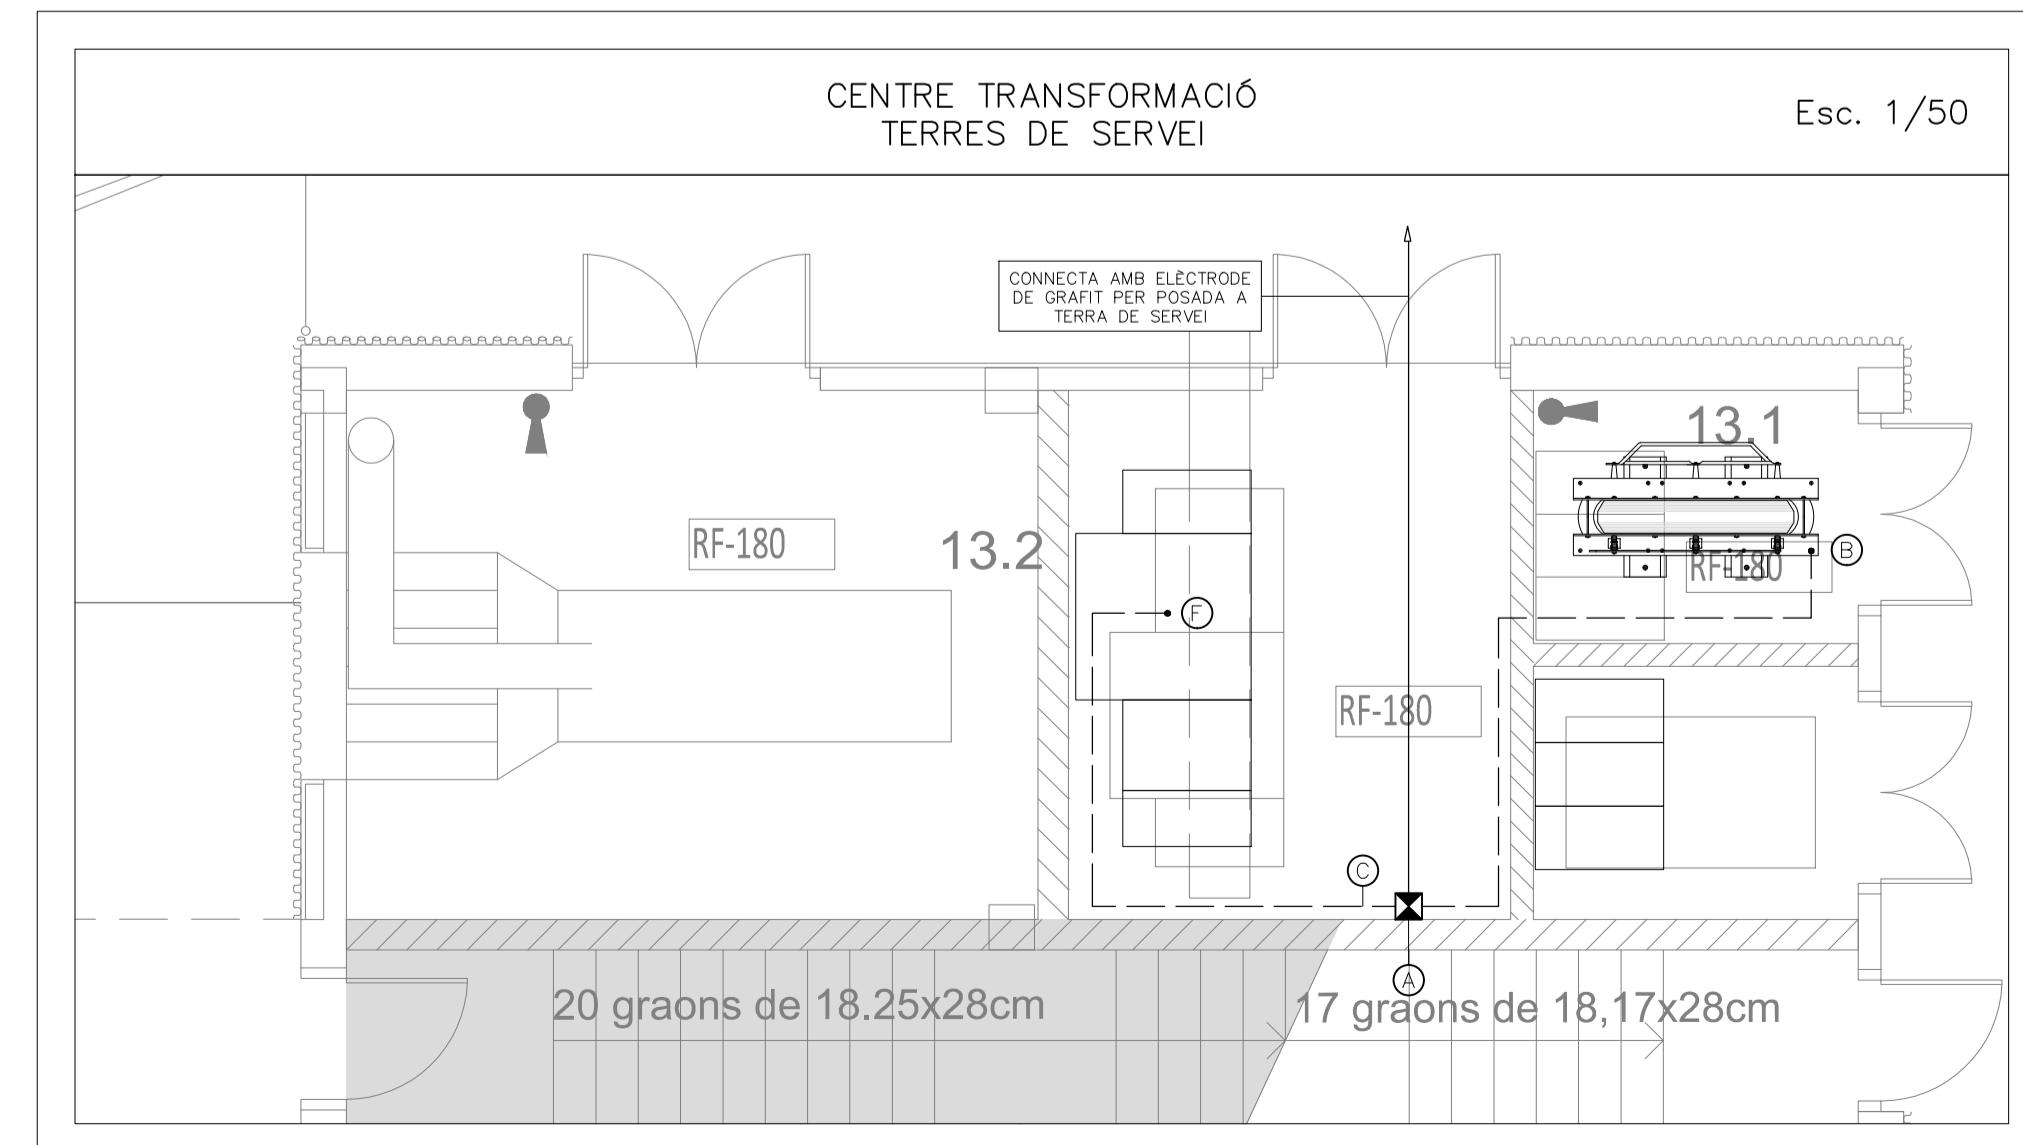 CENTRE TRANSFORMACIÓ
TERRES DE SERVEI
Esc. 1/50
CONNECTA AMB ELÈCTRODE
DE GRAFIT PER POSADA A
TERRA DE SERVEI
13.1
RF-180
13.2
B
RF-180
F
RF-180
C
A
20 graons de 18.25x28cm
17 graons de 18,17x28cm